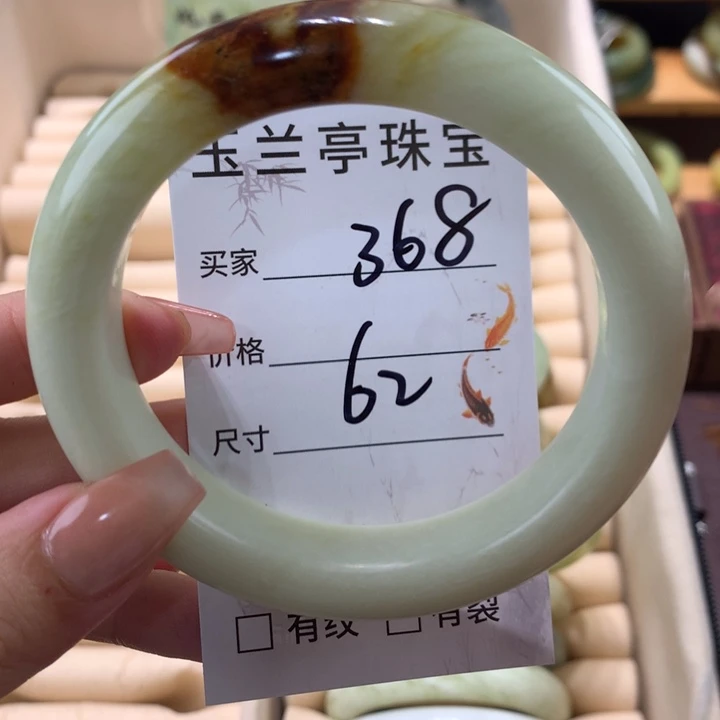 玉兰亭珠宝
买家 368
价格
62
尺寸
有纹 有裂